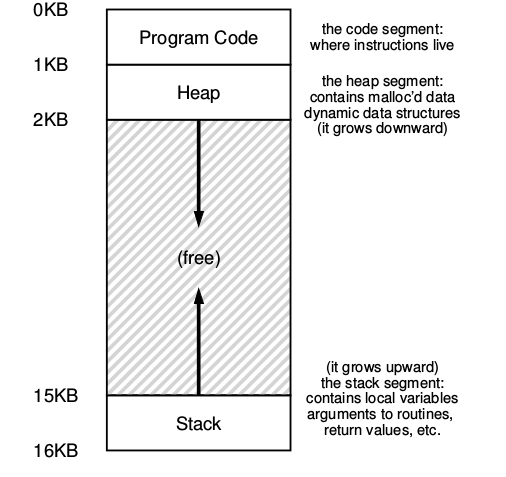 0KB
Program Code
the code segment:
where instructions live
1KB
Heap
the heap segment:
contains malloc'd data
dynamic data structures
(it grows downward)
2KB
(free)
(it grows upward)
the stack segment:
contains local variables
arguments to routines,
return values, etc.
15KB
Stack
16KB